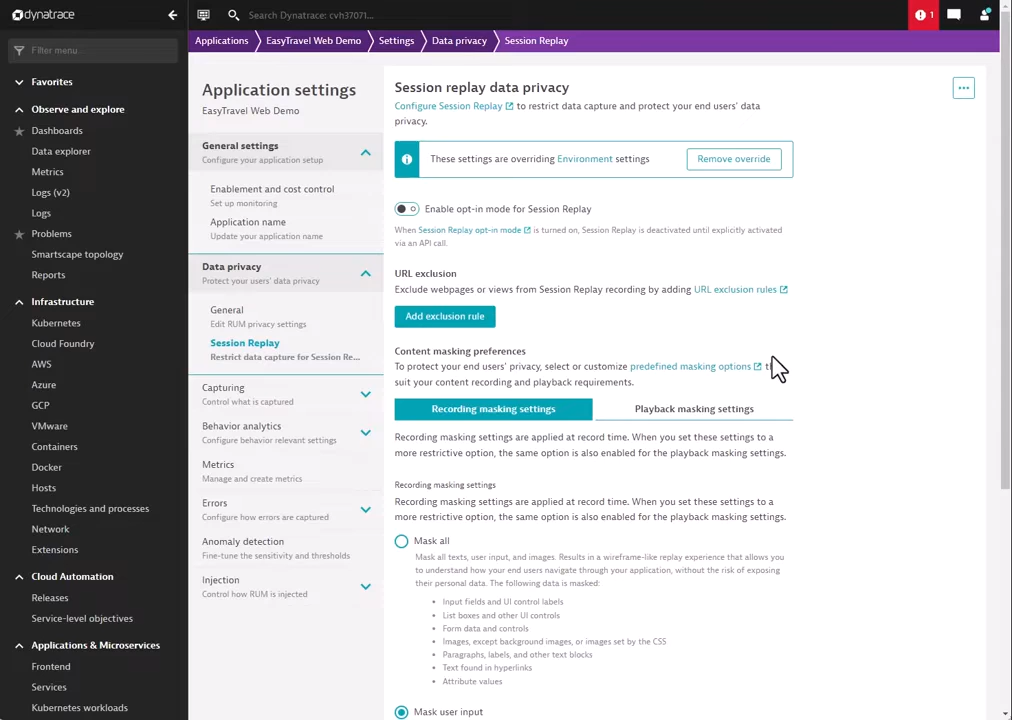 dynatrace
Search Dynatrace: cvh37071...
1
Filter menu...
Applications
EasyTravel Web Demo
Settings
Data privacy
Session Replay
Favorites
Observe and explore
Dashboards
Data explorer
Metrics
Logs (v2)
Logs
Problems
Smartscape topology
Reports
Infrastructure
Kubernetes
Cloud Foundry
AWS
Azure
GCP
VMware
Containers
Docker
Hosts
Technologies and processes
Network
Extensions
Cloud Automation
Releases
Service-level objectives
Applications & Microservices
Frontend
Services
Kubernetes workloads
Application settings
EasyTravel Web Demo
General settings
Configure your application setup
Enablement and cost control
Set up monitoring
Application name
Update your application name
Data privacy
Protect your users' data privacy
General
Edit RUM privacy settings
Session Replay
Restrict data capture for Session Re...
Capturing
Control what is captured
Behavior analytics
Configure behavior relevant settings
Metrics
Manage and create metrics
Errors
Configure how errors are captured
Anomaly detection
Fine-tune the sensitivity and thresholds
Injection
Control how RUM is injected
Session replay data privacy
Configure Session Replay to restrict data capture and protect your end users' data
privacy.
These settings are overriding Environment settings
Remove override
Enable opt-in mode for Session Replay
When Session Replay opt-in mode is turned on, Session Replay is deactivated until explicitly activated
via an API call.
URL exclusion
Exclude webpages or views from Session Replay recording by adding URL exclusion rules
Add exclusion rule
Content masking preferences
To protect your end users' privacy, select or customize predefined masking options
suit your content recording and playback requirements.
Recording masking settings
Playback masking settings
Recording masking settings are applied at record time. When you set these settings to a
more restrictive option, the same option is also enabled for the playback masking settings.
Recording masking settings
Recording masking settings are applied at record time. When you set these settings to a
more restrictive option, the same option is also enabled for the playback masking settings.
Mask all
Mask all texts, user input, and images. Results in a wireframe-like replay experience that allows you
to understand how your end users navigate through your application, without the risk of exposing
their personal data. The following data is masked:
• Input fields and UI control labels
• List boxes and other UI controls
• Form data and controls
• Images, except background images, or images set by the CSS
• Paragraphs, labels, and other text blocks
• Text found in hyperlinks
• Attribute values
Mask user input